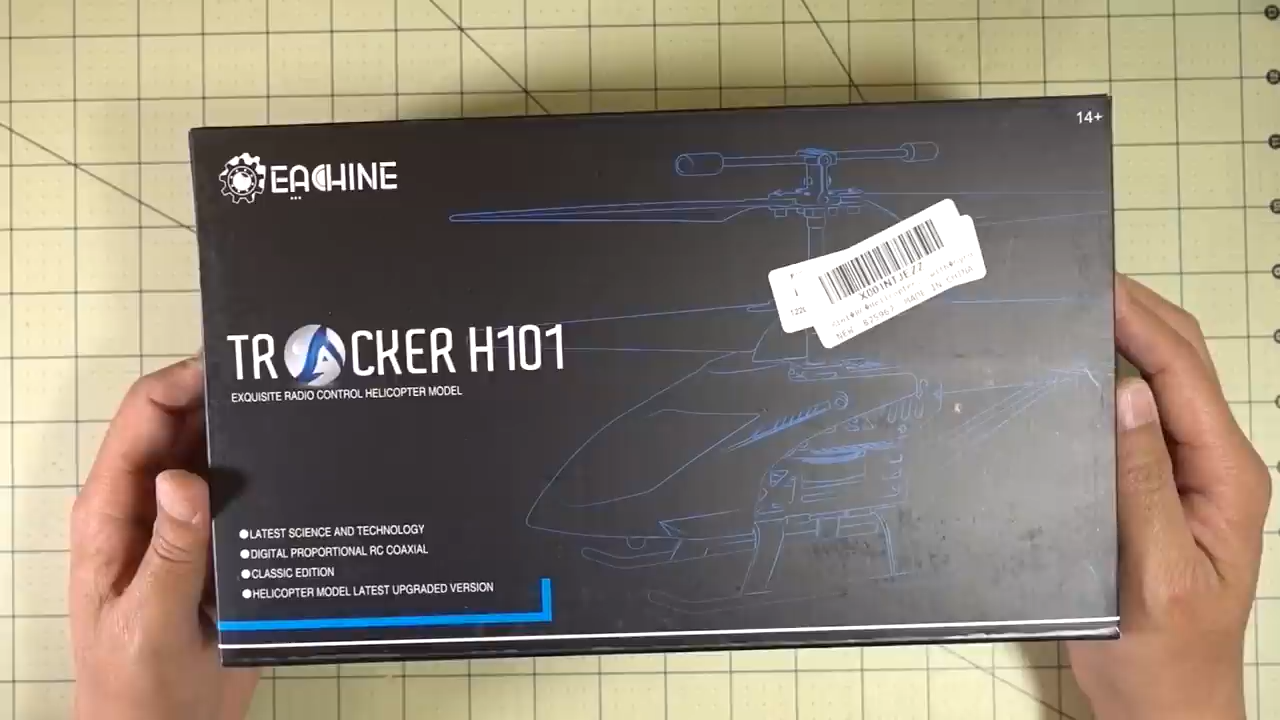 14+
EACHINE
X001N1JEZZ
NEW
MADE IN CHINA
TRACKER H101
EXQUISITE RADIO CONTROL HELICOPTER MODEL
●LATEST SCIENCE AND TECHNOLOGY
●DIGITAL PROPORTIONAL RC COAXIAL
●CLASSIC EDITION
●HELICOPTER MODEL LATEST UPGRADED VERSION